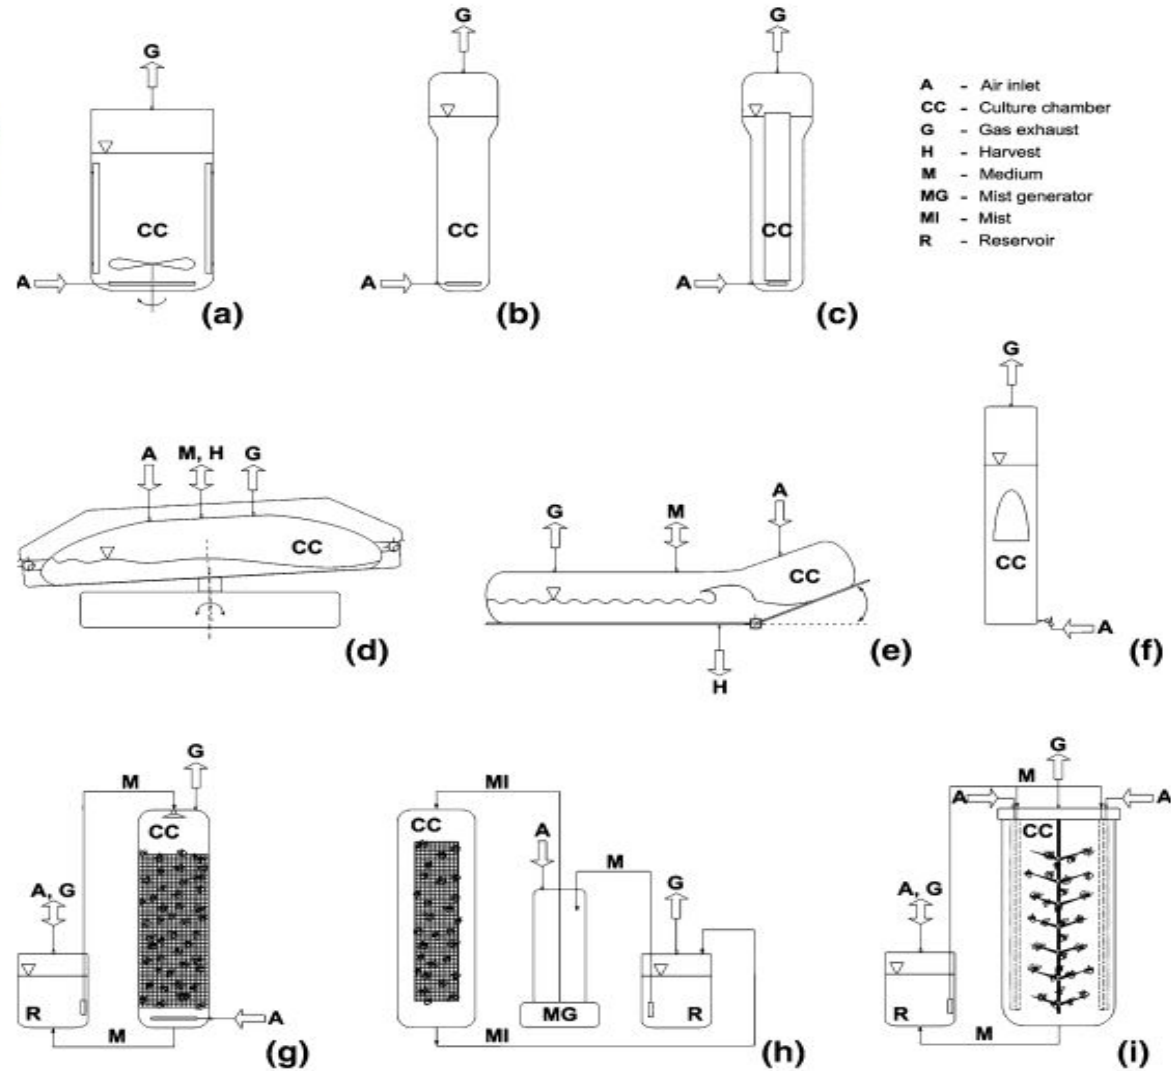 G
G
G
A - Air inlet
CC - Culture chamber
G - Gas exhaust
H - Harvest
M - Medium
MG - Mist generator
MI - Mist
R - Reservoir
CC
CC
CC
A
A
A
(a)
(b)
(c)
G
A
M, H
G
CC
(d)
G
M
A
CC
H
(e)
CC
A
(f)
G
M
CC
A, G
R
A
M
(g)
MI
CC
A
M
G
MG
R
MI
(h)
G
M
A
A
CC
A, G
R
M
(i)